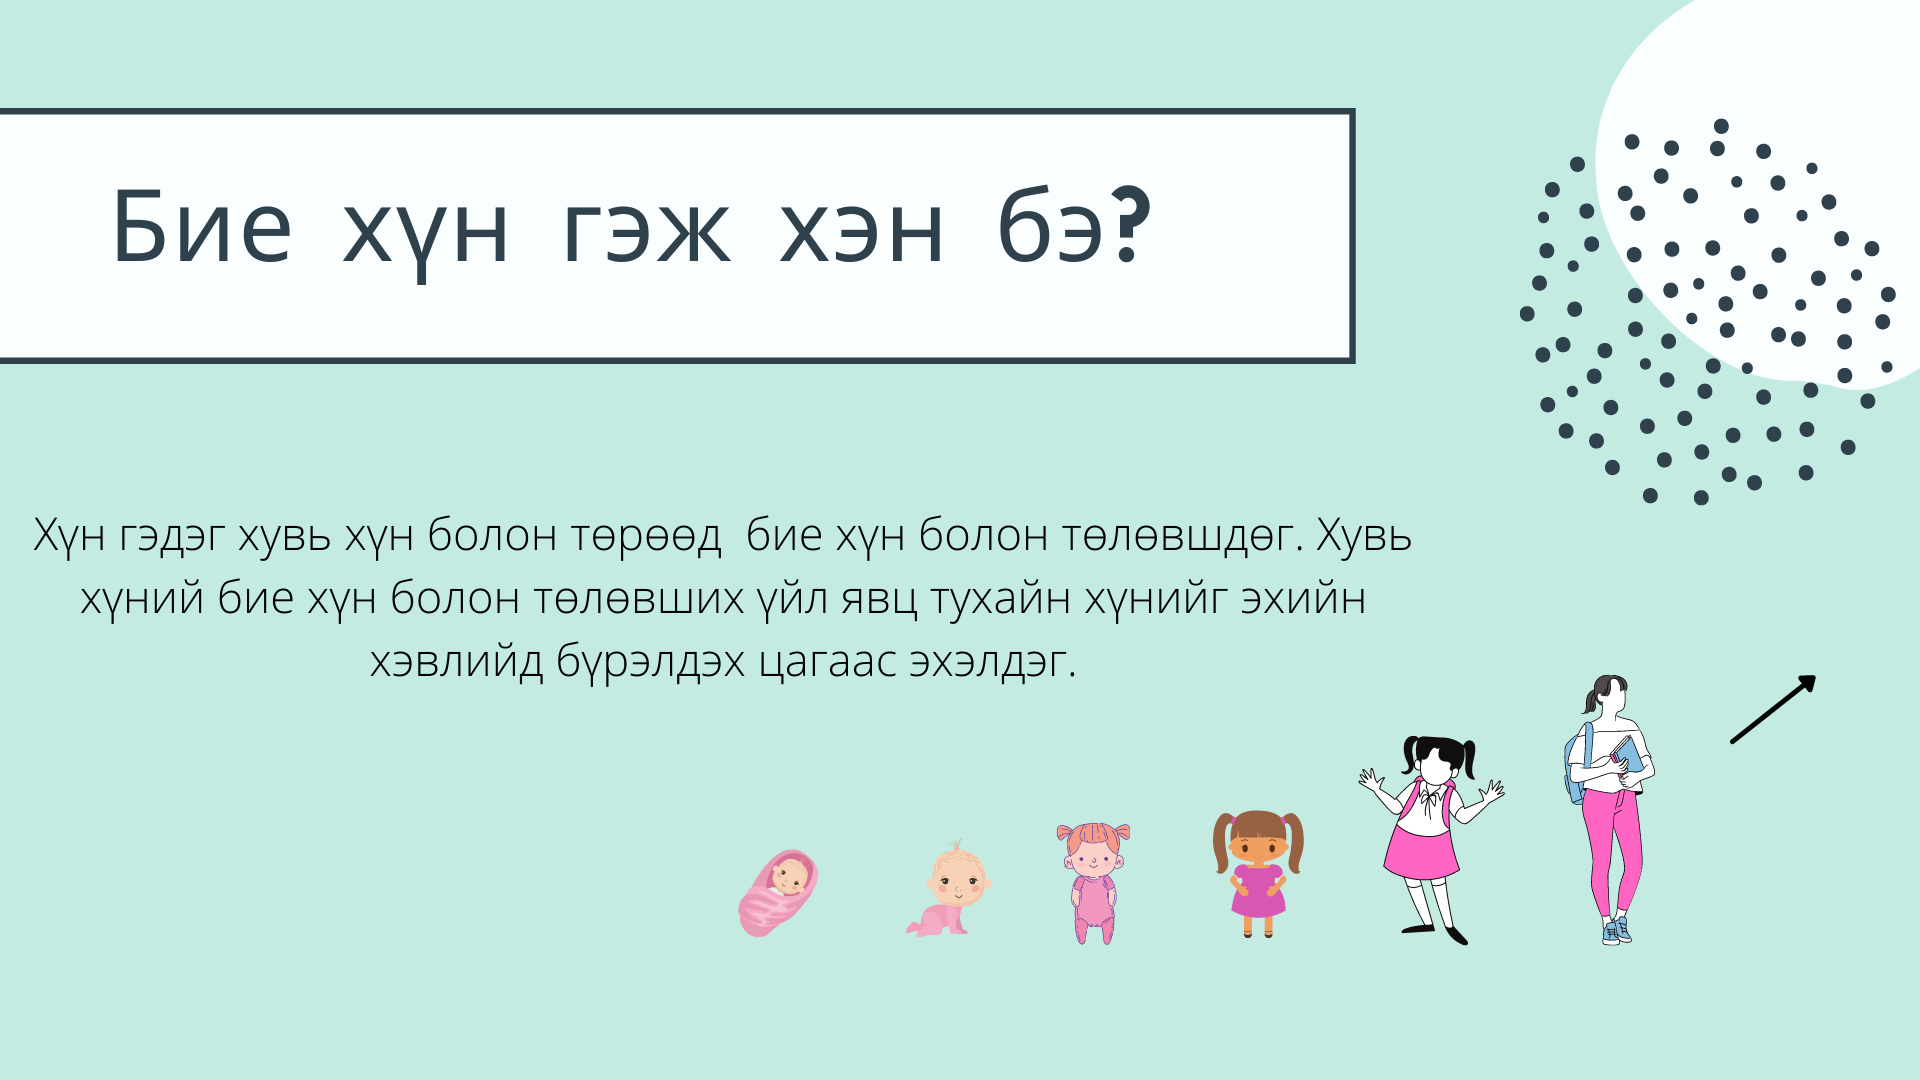 Бие хүн гэж хэн бэ?
Хүн гэдэг хувь хүн болон төрөөд бие хүн болон төлөвшдөг. Хувь
хүний бие хүн болон төлөвших үйл явц тухайн хүнийг эхийн
хэвлийд бүрэлдэх цагаас эхэлдэг.